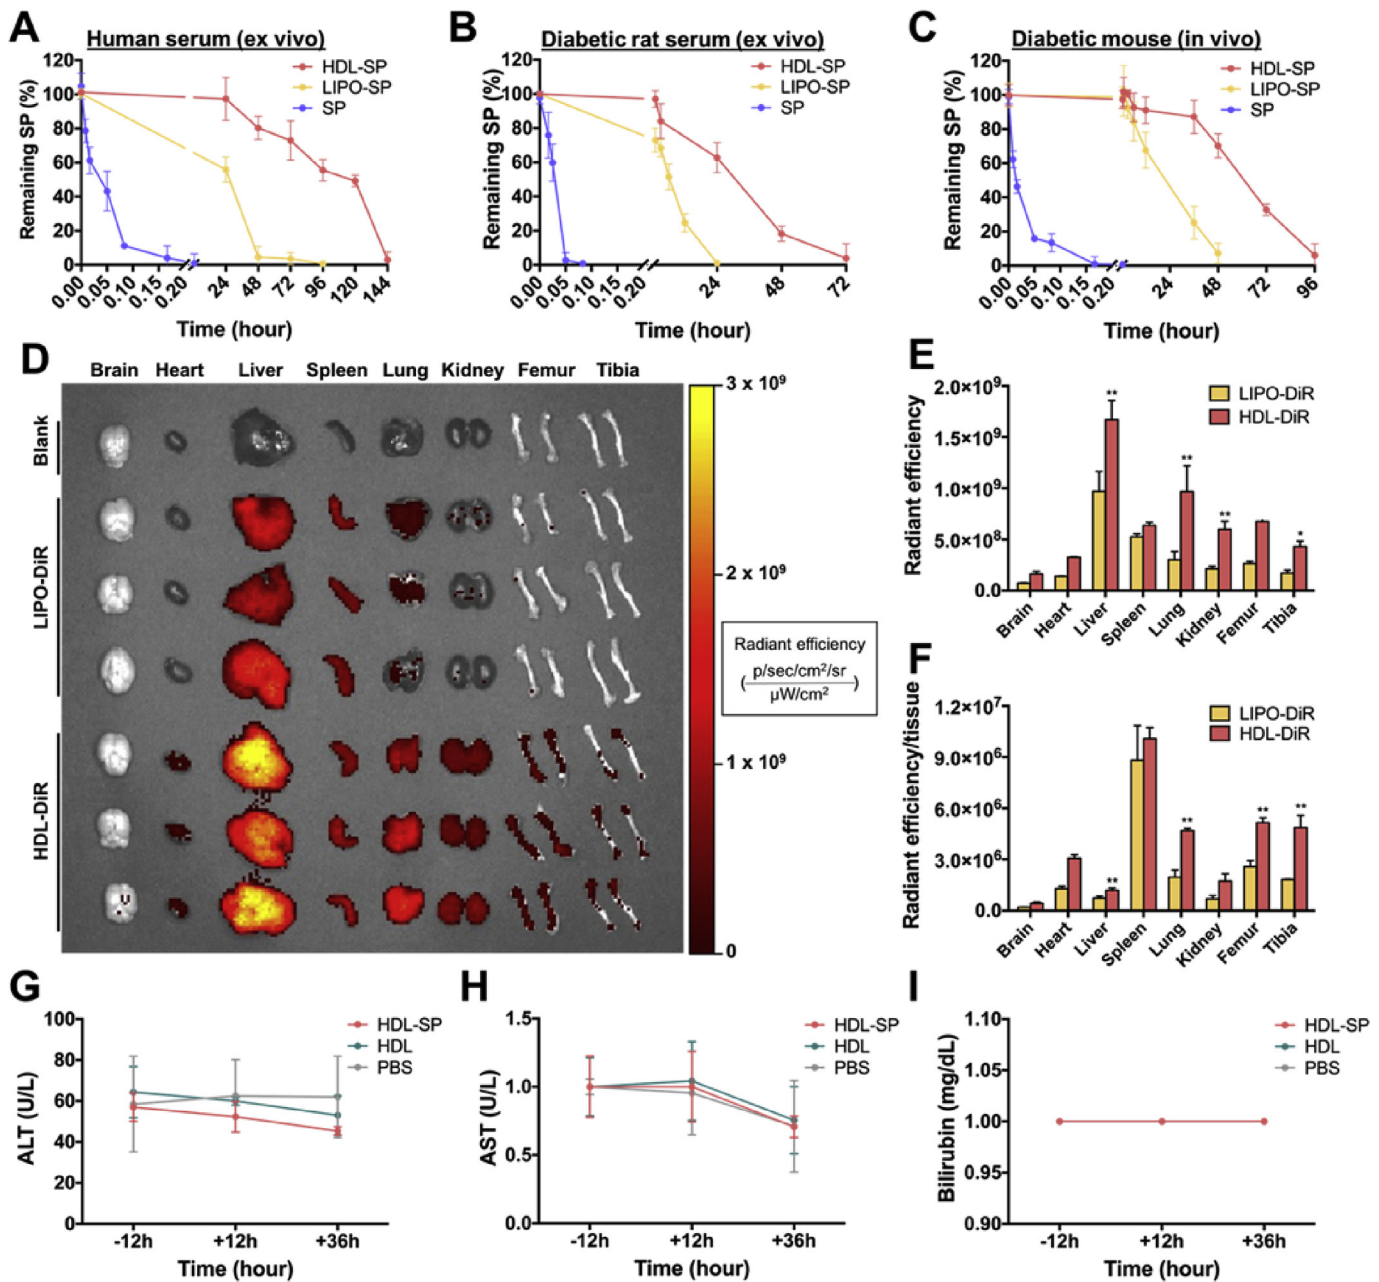 A
Human serum (ex vivo)
Remaining SP (%)
120
100
80
60
40
20
0
HDL-SP
LIPO-SP
SP
0.00 0.05 0.10 0.15 0.20 24 48 72 96 120 144
Time (hour)
B
Diabetic rat serum (ex vivo)
Remaining SP (%)
120
100
80
60
40
20
0
HDL-SP
LIPO-SP
SP
0.00 0.05 0.10 0.15 0.20 24 48 72
Time (hour)
C
Diabetic mouse (in vivo)
Remaining SP (%)
120
100
80
60
40
20
0
HDL-SP
LIPO-SP
SP
0.00 0.05 0.10 0.15 0.20 24 48 72 96
Time (hour)
D
Brain Heart Liver Spleen Lung Kidney Femur Tibia
Blank
LIPO-DiR
HDL-DiR
3 x 10⁹
2 x 10⁹
1 x 10⁹
0
Radiant efficiency
(p/sec/cm²/sr
µW/cm²)
E
Radiant efficiency
2.0×10⁹
1.5×10⁹
1.0×10⁹
5.0×10⁸
0.0
LIPO-DiR
HDL-DiR
** ** ** *
Brain Heart Liver Spleen Lung Kidney Femur Tibia
F
Radiant efficiency/tissue
1.2×10⁷
9.0×10⁶
6.0×10⁶
3.0×10⁶
0.0
LIPO-DiR
HDL-DiR
** ** ** **
Brain Heart Liver Spleen Lung Kidney Femur Tibia
G
ALT (U/L)
100
80
60
40
20
0
HDL-SP
HDL
PBS
-12h +12h +36h
Time (hour)
H
AST (U/L)
1.5
1.0
0.5
0.0
HDL-SP
HDL
PBS
-12h +12h +36h
Time (hour)
I
Bilirubin (mg/dL)
1.10
1.05
1.00
0.95
0.90
HDL-SP
HDL
PBS
-12h +12h +36h
Time (hour)